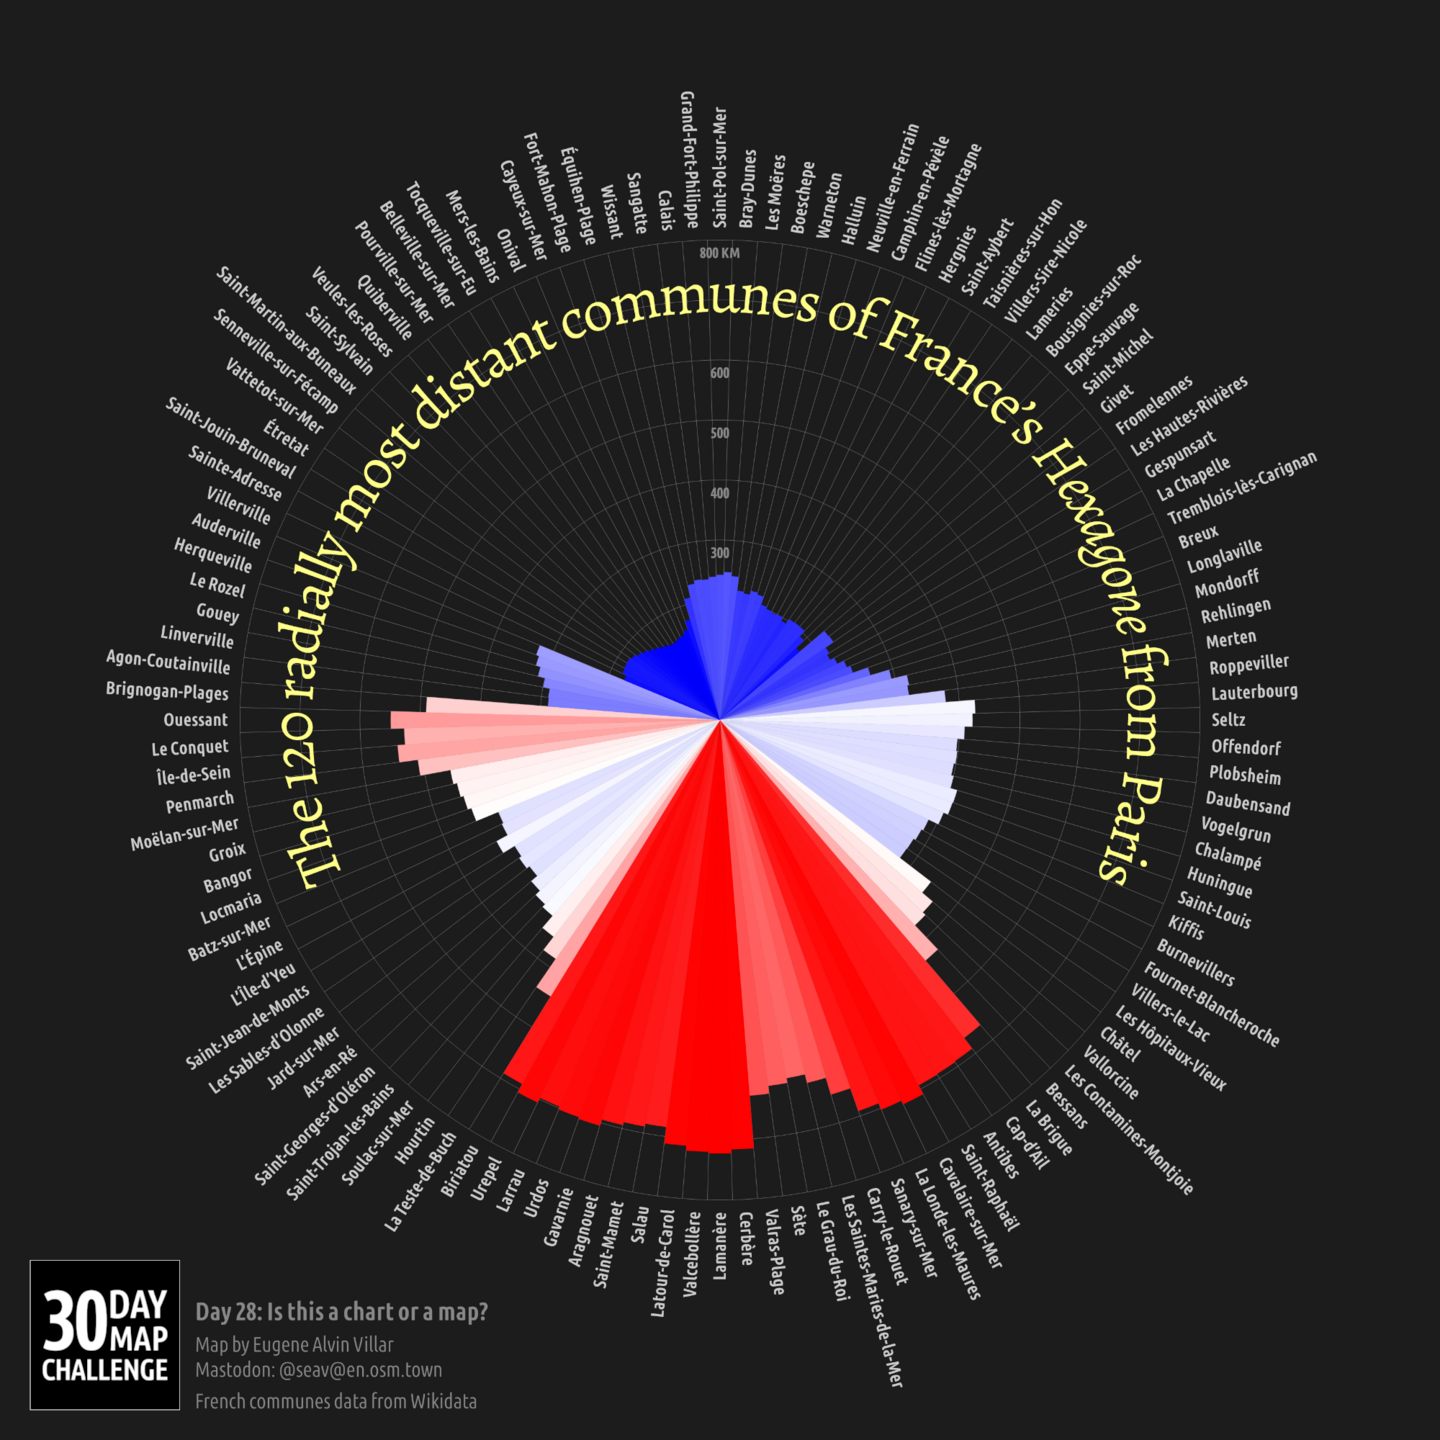 Grand-Fort-Philippe
Saint-Pol-sur-Mer
Bray-Dunes
Les Moëres
Boeschepe
Warneton
Halluin
Neuville-en-Ferrain
Camphin-en-Pévèle
Flines-lès-Mortagne
Hergnies
Saint-Aybert
Taisnières-sur-Hon
Villers-Sire-Nicole
Lameries
Bousignies-sur-Roc
Eppe-Sauvage
Saint-Michel
Givet
Fromelennes
Les Hautes-Rivières
Gespunsart
La Chapelle
Tremblois-lès-Carignan
Breux
Longlaville
Mondorff
Rehlingen
Merten
Roppeviller
Lauterbourg
Seltz
Offendorf
Plobsheim
Daubensand
Vogelgrun
Chalampé
Huningue
Saint-Louis
Kiffis
Burnevillers
Fournet-Blancheroche
Villers-le-Lac
Les Hôpitaux-Vieux
Châtel
Vallorcine
Les Contamines-Montjoie
Bessans
La Brigue
Cap-d'Ail
Antibes
Saint-Raphaël
Cavalaire-sur-Mer
La Londe-les-Maures
Sanary-sur-Mer
Carry-le-Rouet
Les Saintes-Maries-de-la-Mer
Le Grau-du-Roi
Sète
Valras-Plage
Cerbère
Lamanère
Valcebollère
Latour-de-Carol
Salau
Saint-Mamet
Aragnouet
Gavarnie
Urdos
Larrau
Urepel
Biriatou
La Teste-de-Buch
Hourtin
Soulac-sur-Mer
Saint-Trojan-les-Bains
Saint-Georges-d'Oléron
Ars-en-Ré
Jard-sur-Mer
Les Sables-d'Olonne
Saint-Jean-de-Monts
L'Île-d'Yeu
L'Épine
Batz-sur-Mer
Locmaria
Bangor
Groix
Moëlan-sur-Mer
Penmarch
Île-de-Sein
Le Conquet
Ouessant
Brignogan-Plages
Agon-Coutainville
Linverville
Gouey
Le Rozel
Herqueville
Auderville
Villerville
Sainte-Adresse
Saint-Jouin-Bruneval
Étretat
Vattetot-sur-Mer
Senneville-sur-Fécamp
Saint-Martin-aux-Buneaux
Saint-Sylvain
Veules-les-Roses
Quiberville
Pourville-sur-Mer
Belleville-sur-Mer
Tocqueville-sur-Eu
Mers-les-Bains
Onival
Cayeux-sur-Mer
Fort-Mahon-Plage
Équihen-Plage
Wissant
Sangatte
Calais
800 KM
600
500
400
300
The 120 radially most distant communes of France’s Hexagone from Paris
30 DAY
MAP
CHALLENGE
Day 28: Is this a chart or a map?
Map by Eugene Alvin Villar
Mastodon: @seav@en.osm.town
French communes data from Wikidata